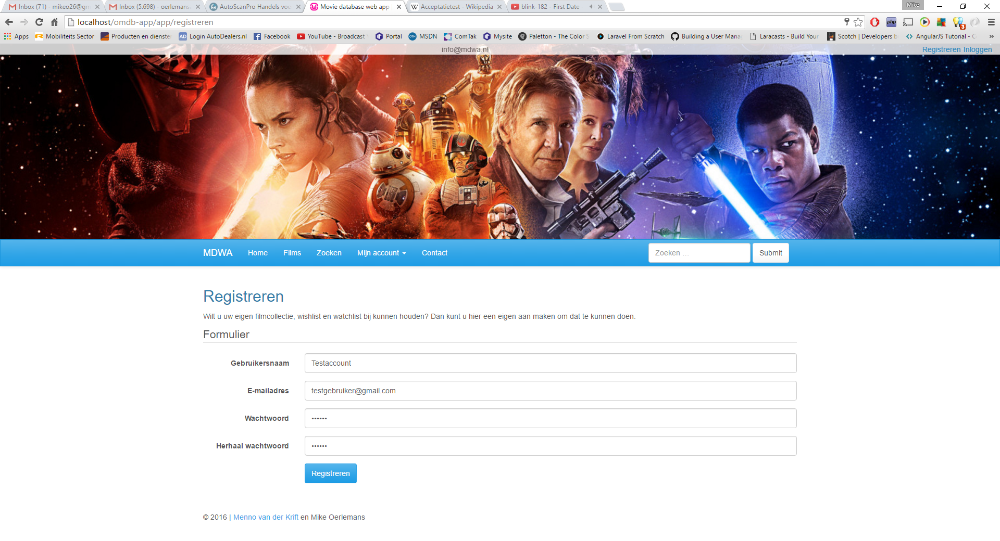 Inbox (71) - mikeo26@gm
Inbox (5.698) - oerlemans
AutoScanPro Handels voe
Movie database web app
Acceptatietest - Wikipedia
blink-182 - First Date -
Mike
localhost/omdb-app/app/registreren
php
3
Apps
Mobiliteits Sector
Producten en dienste
AD Login AutoDealers.nl
Facebook
YouTube - Broadcast
Portal
MSDN
ComTak
Mysite
Paletton - The Color S
Laravel From Scratch
Building a User Mana
Laracasts - Build Your
Scotch | Developers b
AngularJS Tutorial - C
»
info@mdwa.nl
Registreren Inloggen
MDWA
Home
Films
Zoeken
Mijn account
Contact
Zoeken ...
Submit
Registreren
Wilt u uw eigen filmcollectie, wishlist en watchlist bij kunnen houden? Dan kunt u hier een eigen aan maken om dat te kunnen doen.
Formulier
Gebruikersnaam
Testaccount
E-mailadres
testgebruiker@gmail.com
Wachtwoord
••••••
Herhaal wachtwoord
••••••
Registreren
© 2016 | Menno van der Krift en Mike Oerlemans